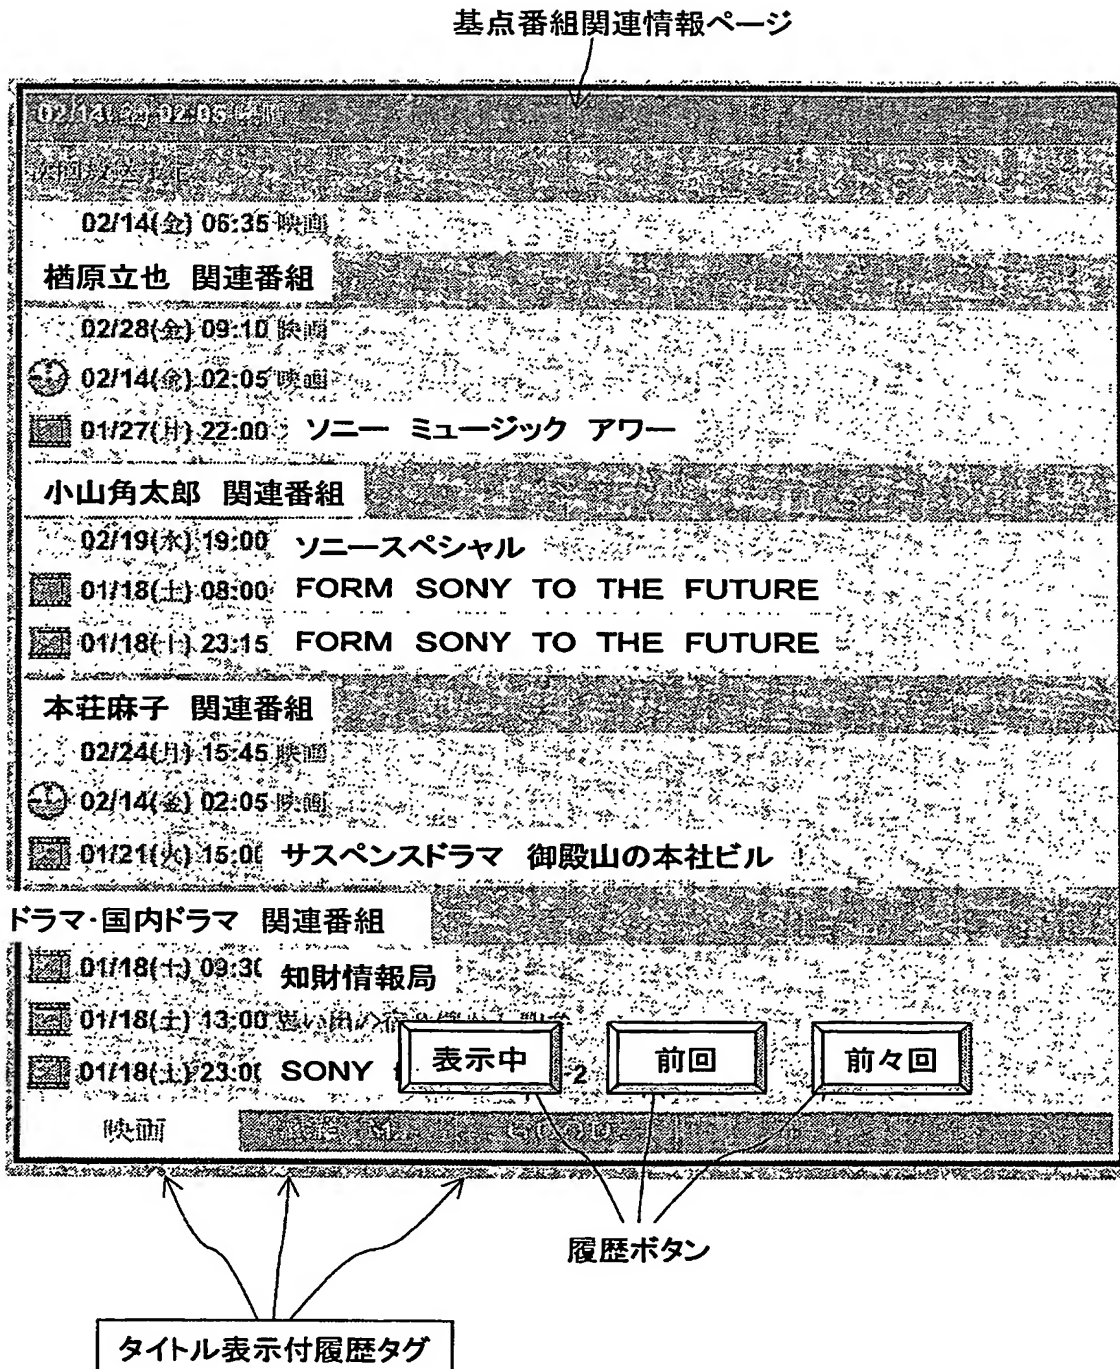 基点番組関連情報ページ
02/14(金) 02:05 映画
02/14(金) 06:35 映画
楢原立也 関連番組
02/28(金) 09:10 映画
02/14(金) 02:05 映画
01/27(月) 22:00 ソニー ミュージック アワー
小山角太郎 関連番組
02/19(水) 19:00 ソニースペシャル
01/18(土) 08:00 FORM SONY TO THE FUTURE
01/18(土) 23:15 FORM SONY TO THE FUTURE
本荘麻子 関連番組
02/24(月) 15:45 映画
02/14(金) 02:05 映画
01/21(火) 15:00 サスペンスドラマ 御殿山の本社ビル !
ドラマ・国内ドラマ 関連番組
01/18(土) 09:30 知財情報局
01/18(土) 13:00
01/18(土) 23:00 SONY 2
表示中 前回 前々回
映画
履歴ボタン
タイトル表示付履歴タグ